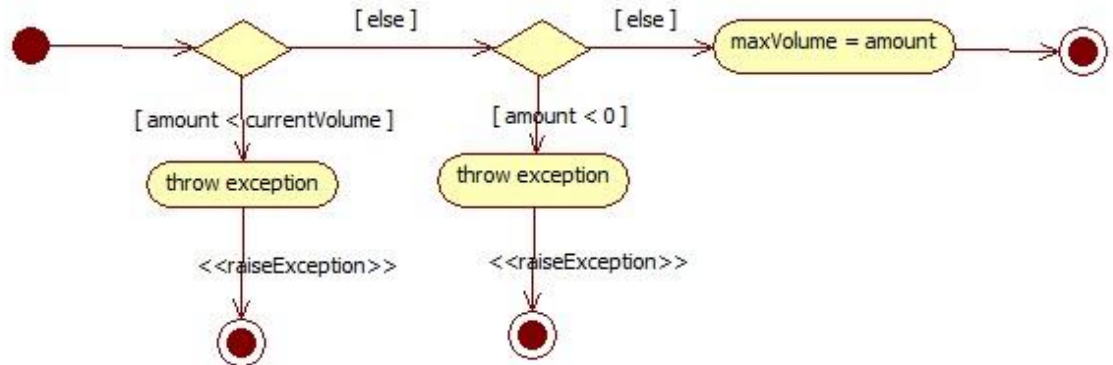 [ else ]
[ else ]
maxVolume = amount
[ amount < currentVolume ]
[ amount < 0 ]
throw exception
throw exception
<<raiseException>>
<<raiseException>>